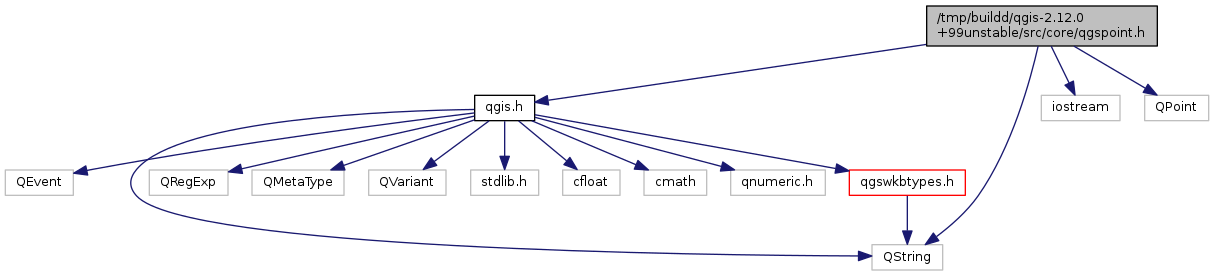 /tmp/buildd/qgis-2.12.0
+99unstable/src/core/qgspoint.h
qgis.h
iostream
QPoint
QEvent
QRegExp
QMetaType
QVariant
stdlib.h
cfloat
cmath
qnumeric.h
qgswkbtypes.h
QString